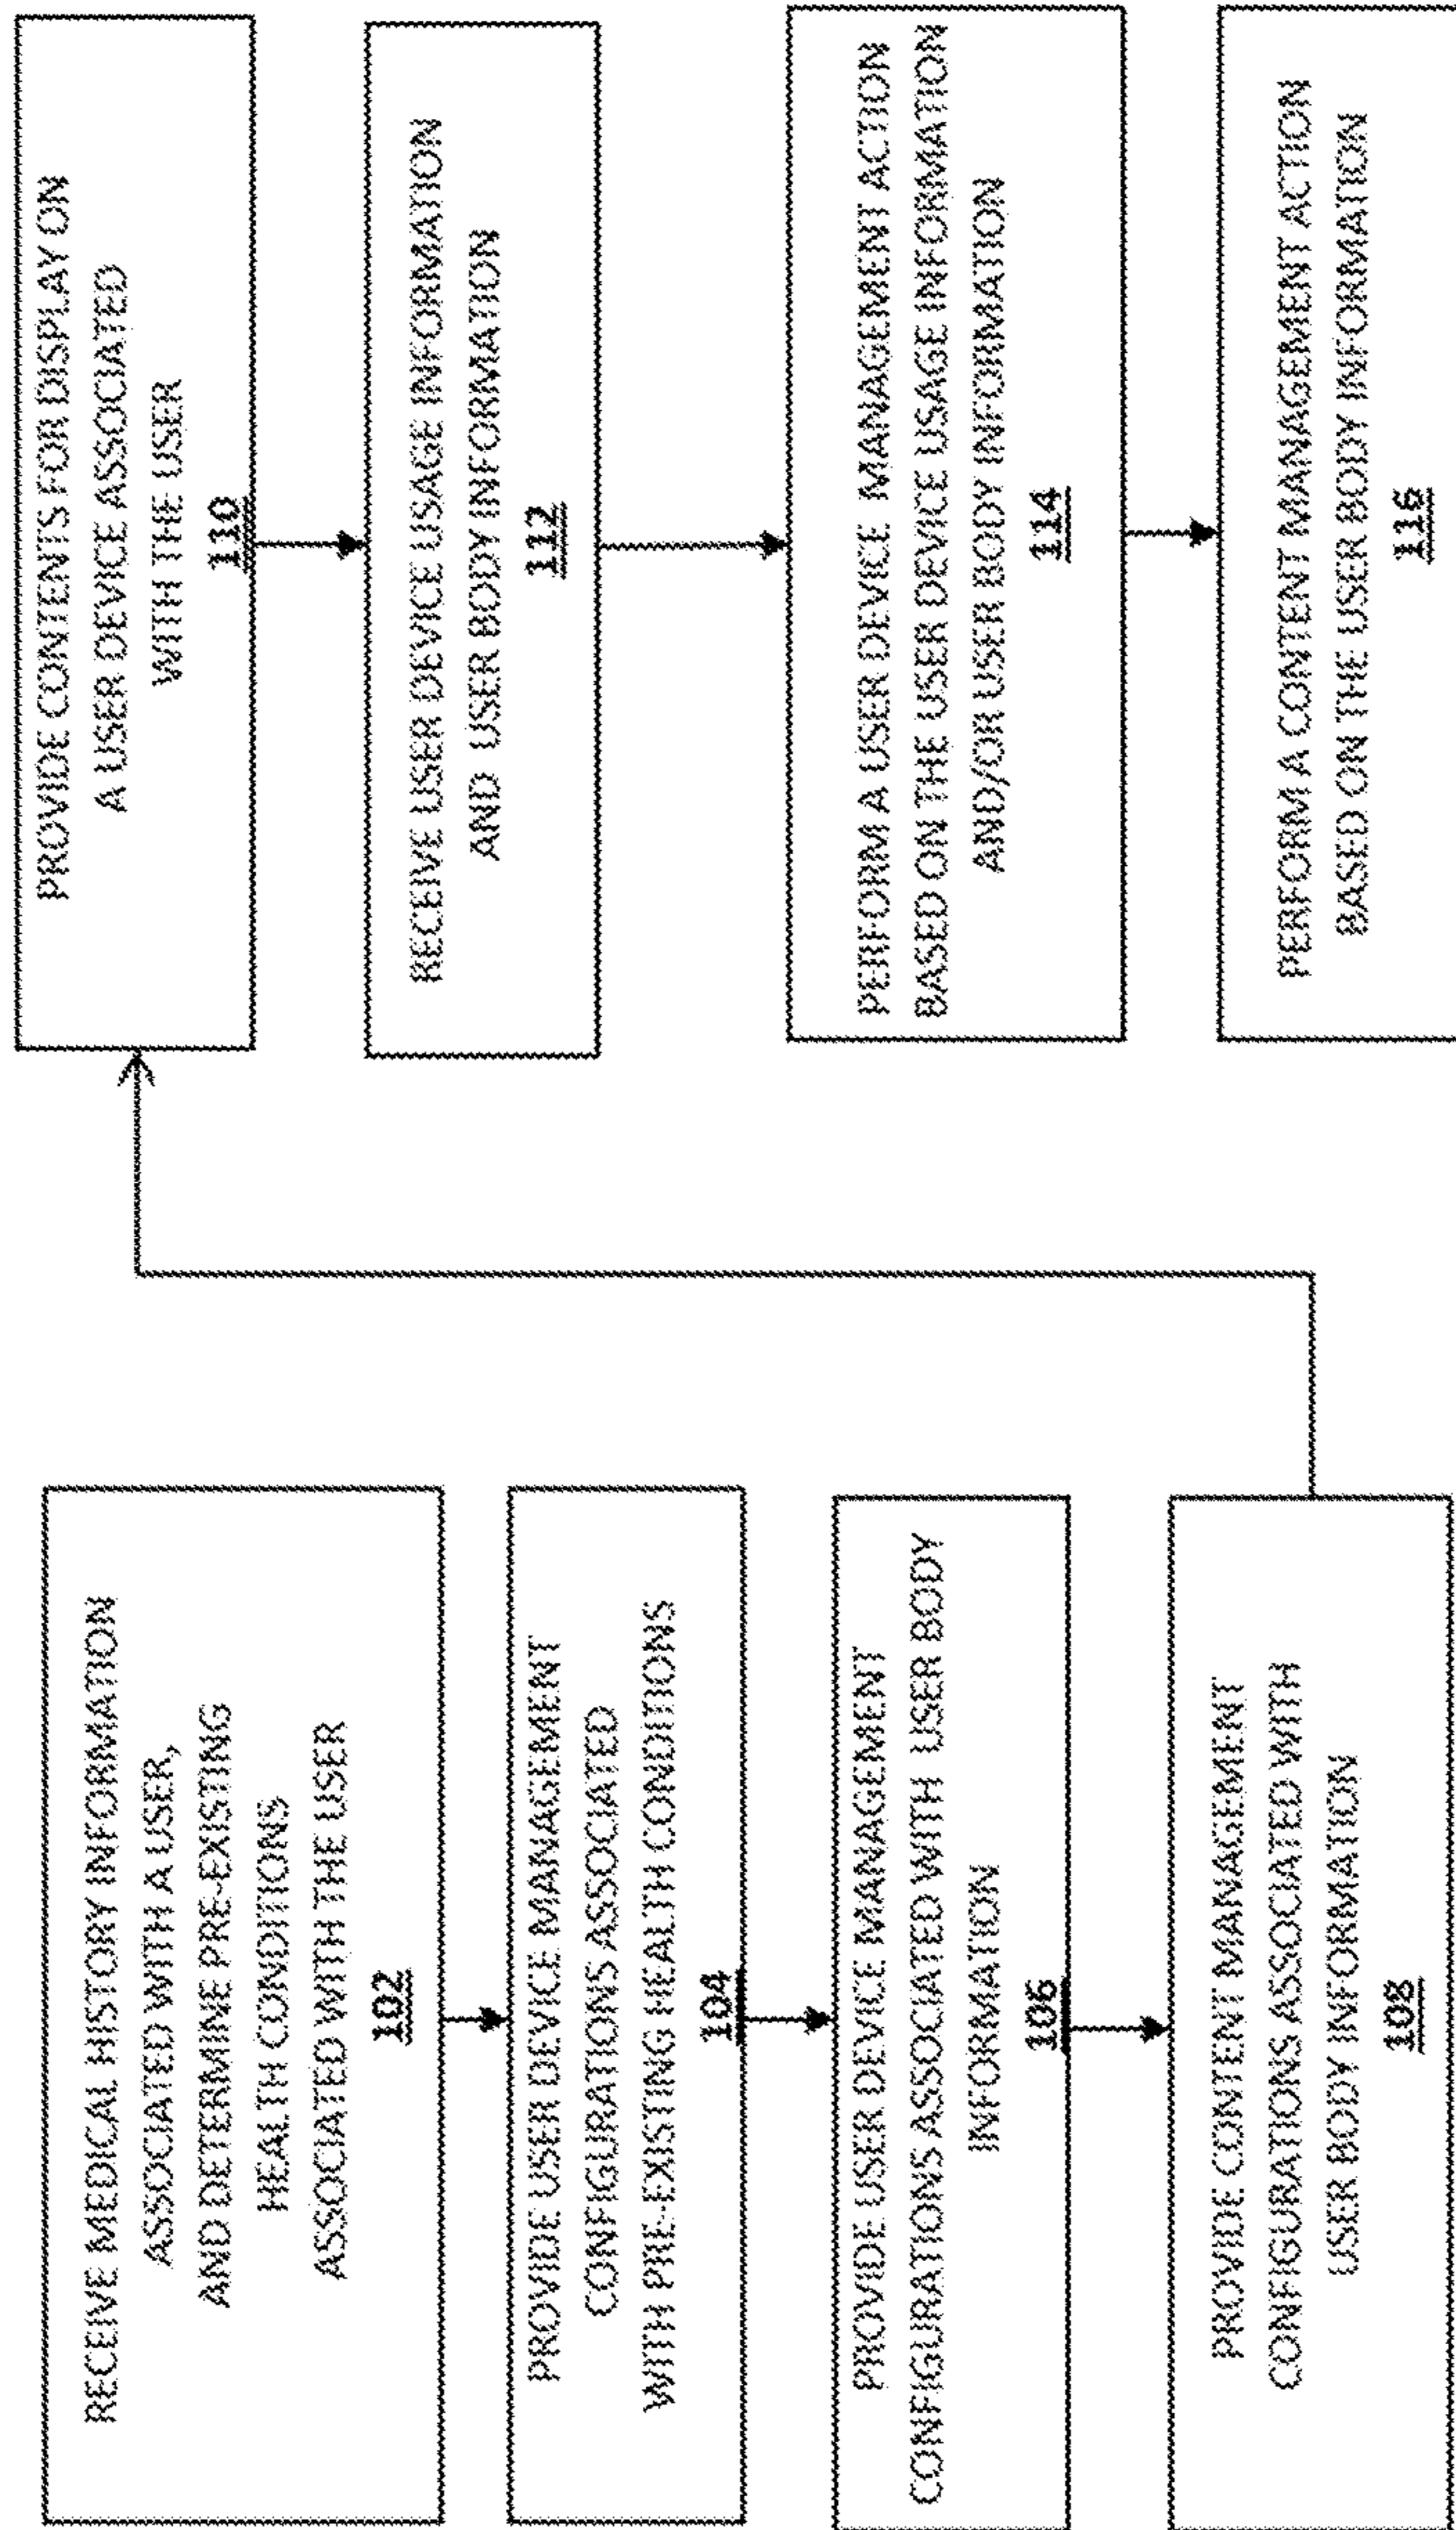 RECEIVE MEDICAL HISTORY INFORMATION
ASSOCIATED WITH A USER,
AND DETERMINE PRE-EXISTING
HEALTH CONDITIONS
ASSOCIATED WITH THE USER
102
PROVIDE USER DEVICE MANAGEMENT
CONFIGURATIONS ASSOCIATED
WITH PRE-EXISTING HEALTH CONDITIONS
104
PROVIDE USER DEVICE MANAGEMENT
CONFIGURATIONS ASSOCIATED WITH USER BODY
INFORMATION
106
PROVIDE CONTENT MANAGEMENT
CONFIGURATIONS ASSOCIATED WITH
USER BODY INFORMATION
108
PROVIDE CONTENTS FOR DISPLAY ON
A USER DEVICE ASSOCIATED
WITH THE USER
110
RECEIVE USER DEVICE USAGE INFORMATION
AND USER BODY INFORMATION
112
PERFORM A USER DEVICE MANAGEMENT ACTION
BASED ON THE USER DEVICE USAGE INFORMATION
AND/OR USER BODY INFORMATION
114
PERFORM A CONTENT MANAGEMENT ACTION
BASED ON THE USER BODY INFORMATION
116